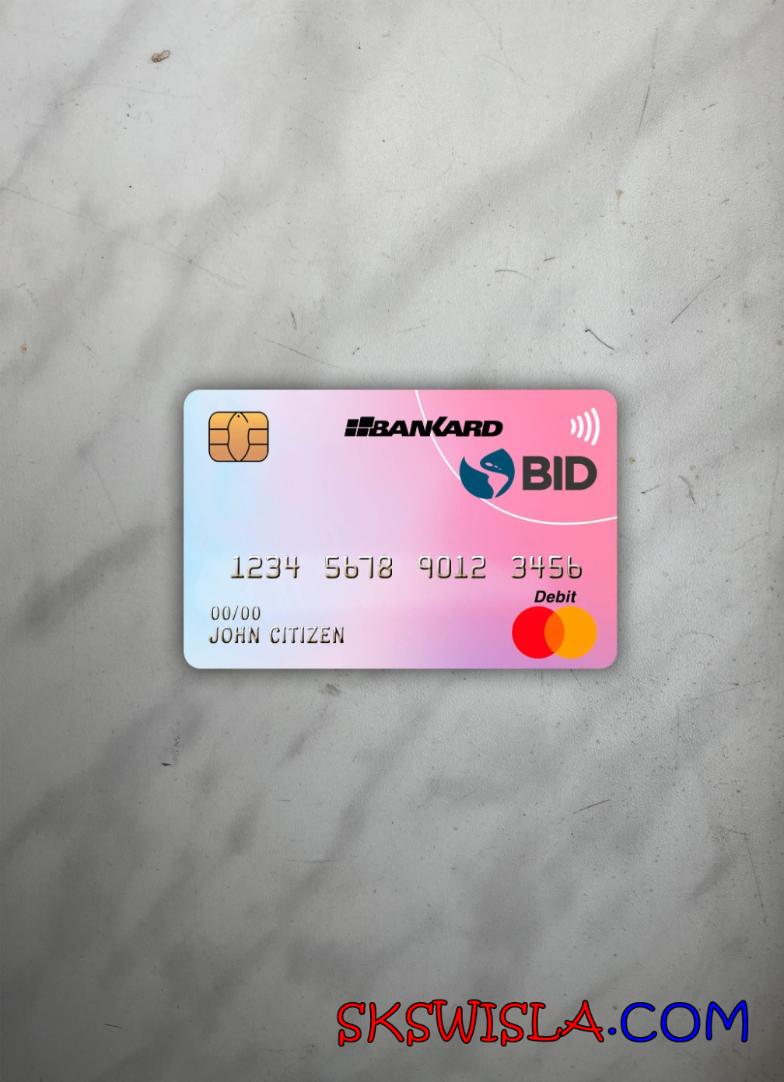 BANKARD
BID
1234 5678 9012 3456
Debit
00/00
JOHN CITIZEN
SKSWISLA.COM